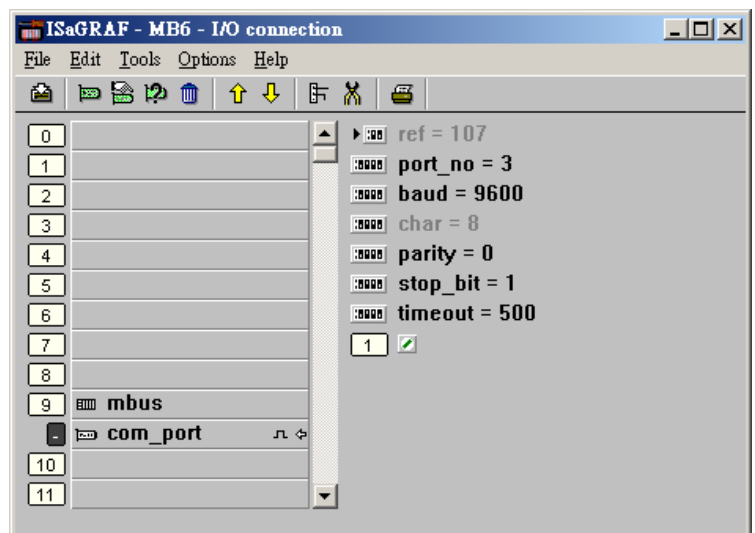 ISaGRAF - MB6 - I/O connection
File Edit Tools Options Help
0
1
2
3
4
5
6
7
8
9 mbus
- com_port
10
11
ref = 107
port_no = 3
baud = 9600
char = 8
parity = 0
stop_bit = 1
timeout = 500
1